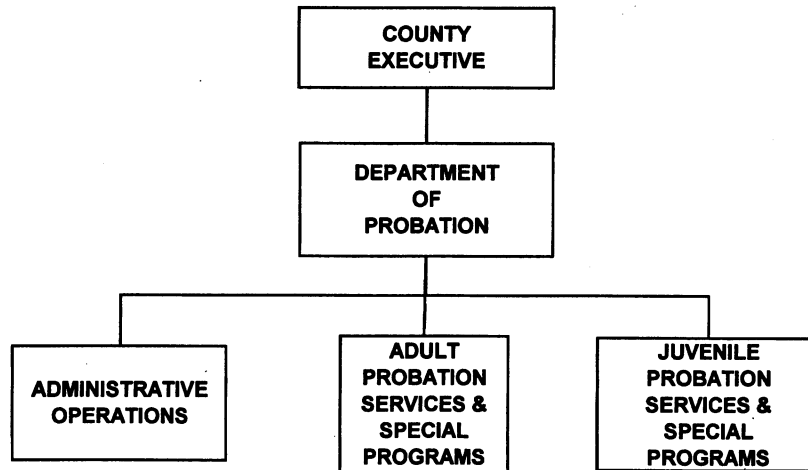 COUNTY
EXECUTIVE
DEPARTMENT
OF
PROBATION
ADMINISTRATIVE
OPERATIONS
ADULT
PROBATION
SERVICES &
SPECIAL
PROGRAMS
JUVENILE
PROBATION
SERVICES &
SPECIAL
PROGRAMS